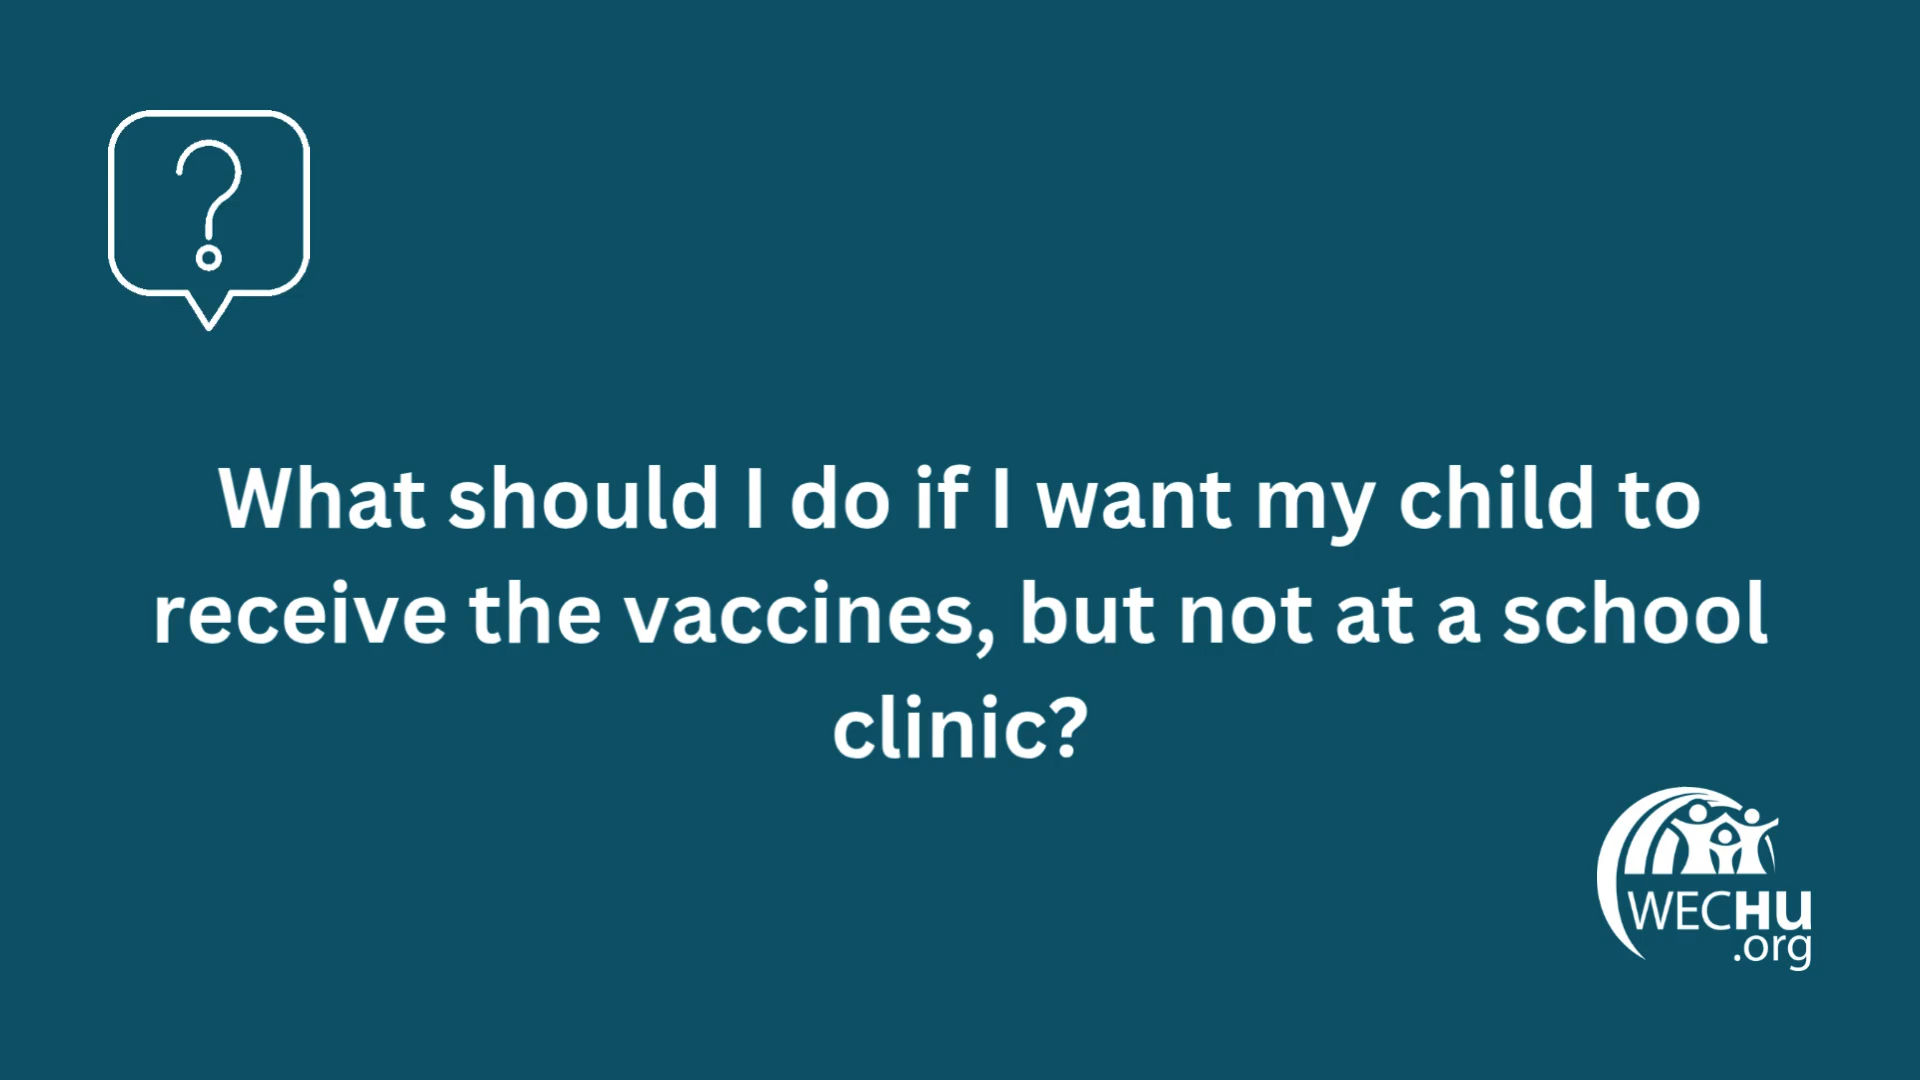 What should I do if I want my child to
receive the vaccines, but not at a school
clinic?
WECHU
.org